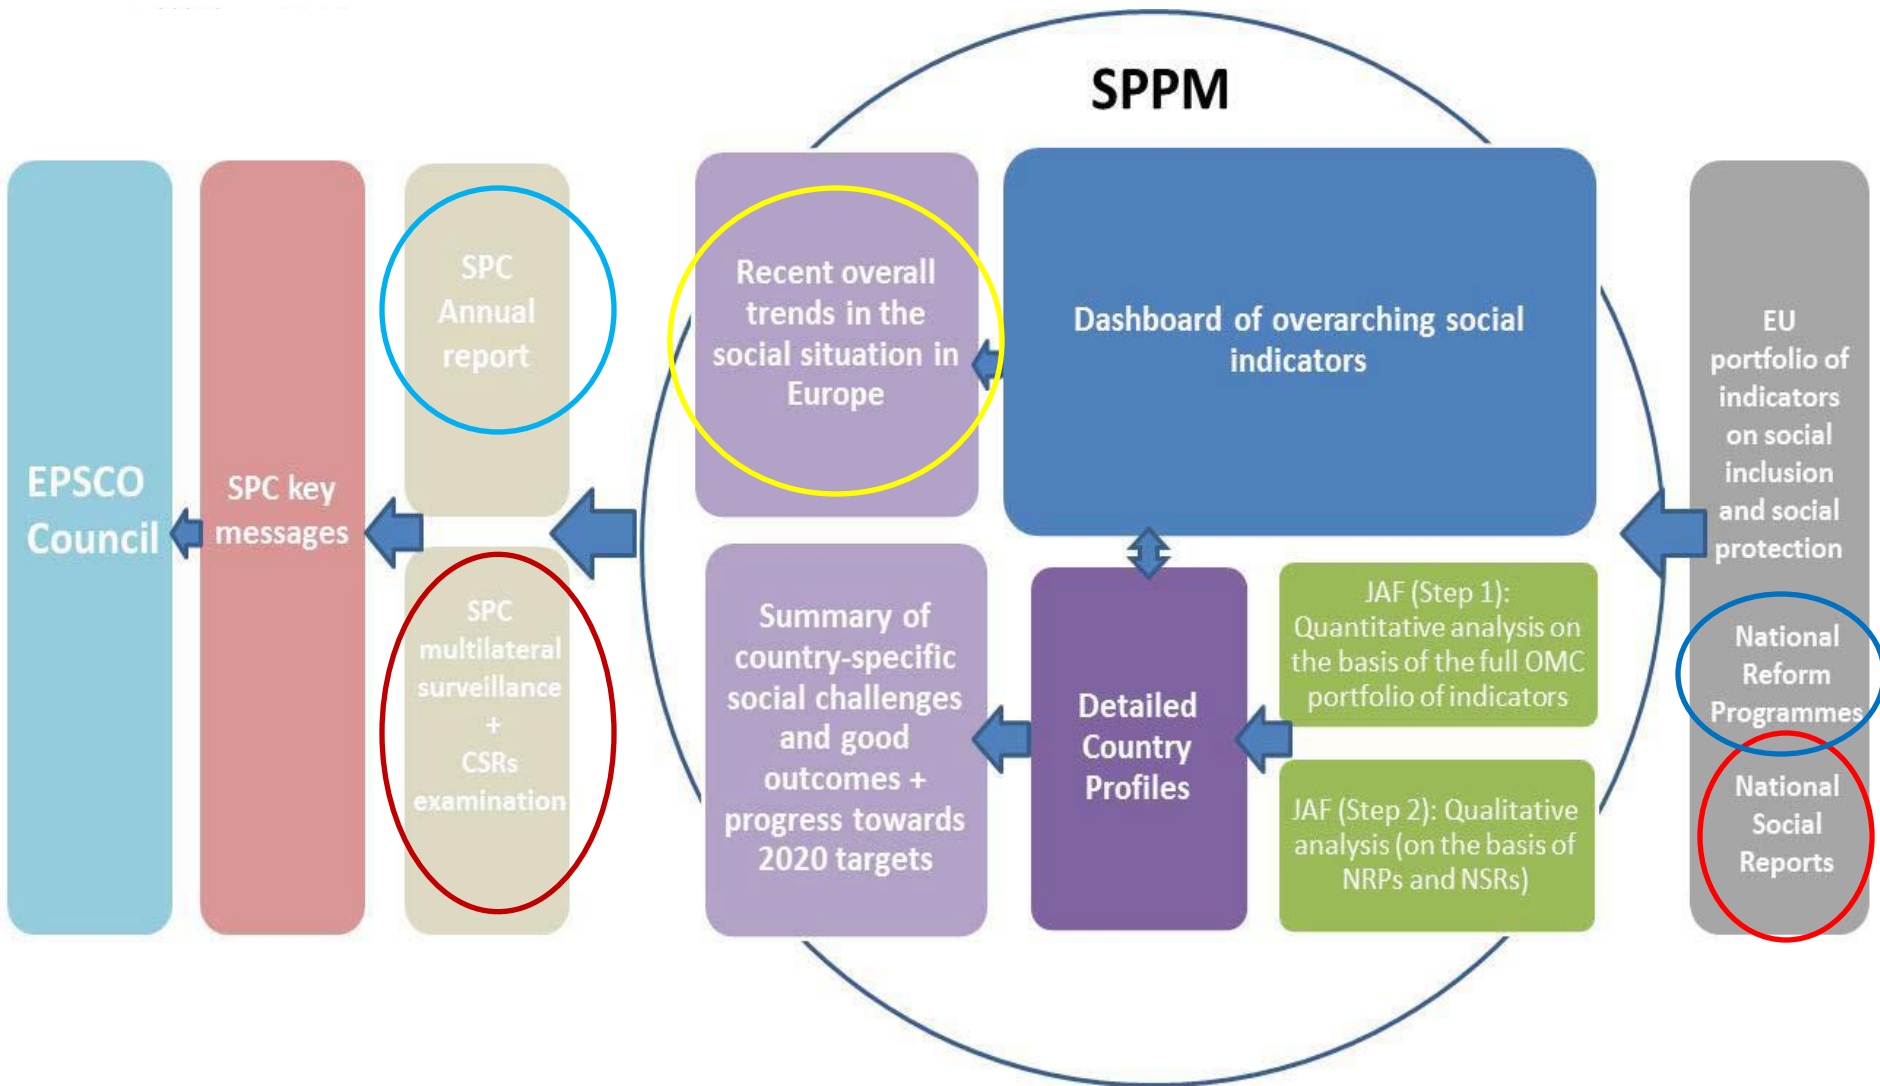 SPPM
EPSCO
Council
SPC key
messages
SPC
Annual
report
SPC
multilateral
surveillance
+
CSRs
examination
Recent overall
trends in the
social situation in
Europe
Summary of
country-specific
social challenges
and good
outcomes +
progress towards
2020 targets
Dashboard of overarching social
indicators
Detailed
Country
Profiles
JAF (Step 1):
Quantitative analysis on
the basis of the full OMC
portfolio of indicators
JAF (Step 2): Qualitative
analysis (on the basis of
NRPs and NSRs)
EU
portfolio of
indicators
on social
inclusion
and social
protection
National
Reform
Programmes
National
Social
Reports